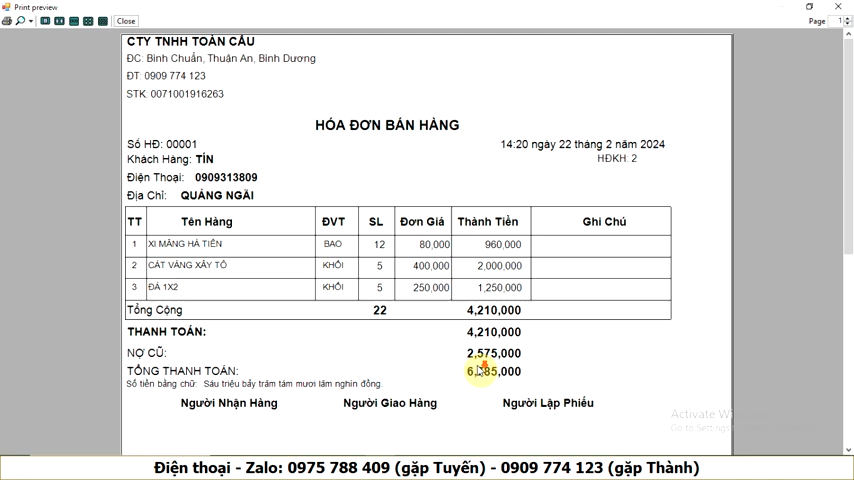 Print preview
Close
Page 1
CTY TNHH TOÀN CẦU
ĐC: Bình Chuẩn, Thuận An, Bình Dương
ĐT: 0909 774 123
STK: 0071001916263
HÓA ĐƠN BÁN HÀNG
Số HĐ: 00001
14:20 ngày 22 tháng 2 năm 2024
Khách Hàng: TÍN
HĐKH: 2
Điện Thoại: 0909313809
Địa Chỉ: QUẢNG NGÃI
TT Tên Hàng ĐVT SL Đơn Giá Thành Tiền Ghi Chú
1 XI MĂNG HÀ TIÊN BAO 12 80,000 960,000
2 CÁT VÀNG XÂY TÔ KHỐI 5 400,000 2,000,000
3 ĐÁ 1X2 KHỐI 5 250,000 1,250,000
Tổng Cộng 22 4,210,000
THANH TOÁN: 4,210,000
NỢ CŨ: 2,575,000
TỔNG THANH TOÁN: 6,785,000
Số tiền bằng chữ: Sáu triệu bảy trăm tám mươi lăm nghìn đồng.
Người Nhận Hàng Người Giao Hàng Người Lập Phiếu
Activate
Go to Settings
Điện thoại - Zalo: 0975 788 409 (gặp Tuyến) - 0909 774 123 (gặp Thành)